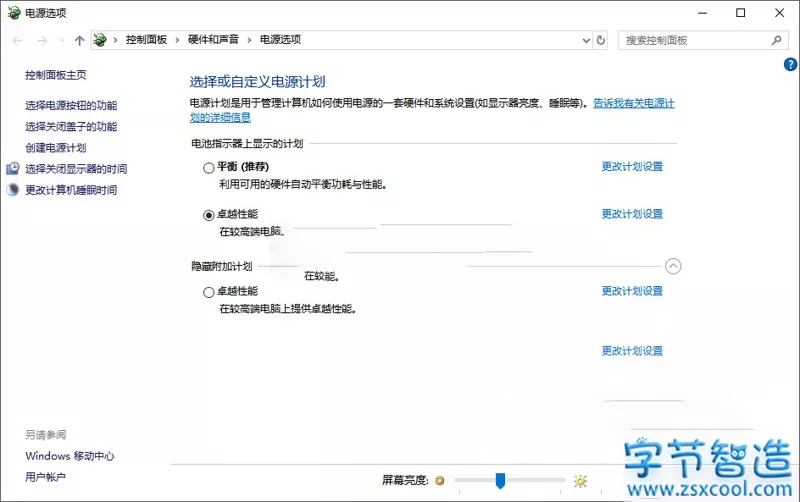 电源选项
控制面板 > 硬件和声音 > 电源选项
搜索控制面板
控制面板主页
选择电源按钮的功能
选择关闭盖子的功能
创建电源计划
选择关闭显示器的时间
更改计算机睡眠时间
选择或自定义电源计划
电源计划是用于管理计算机如何使用电源的一套硬件和系统设置(如显示器亮度、睡眠等)。告诉我有关电源计
划的详细信息
电池指示器上显示的计划
平衡 (推荐) 更改计划设置
利用可用的硬件自动平衡功耗与性能。
卓越性能 更改计划设置
在较高端电脑。
隐藏附加计划
在较能。
卓越性能 更改计划设置
在较高端电脑上提供卓越性能。
更改计划设置
另请参阅
Windows 移动中心
用户帐户
屏幕亮度:
字节智造
www.zsxcool.com